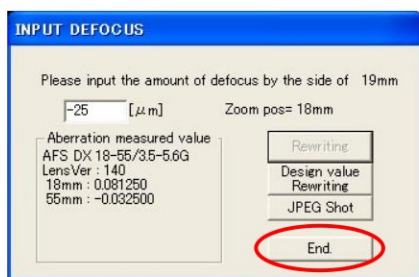 INPUT DEFOCUS
Please input the amount of defocus by the side of 19mm
-25 [μm] Zoom pos= 18mm
Aberration measured value
AFS DX 18-55/3.5-5.6G
LensVer : 140
18mm : 0.081250
55mm : -0.032500
Rewriting
Design value
Rewriting
JPEG Shot
End.